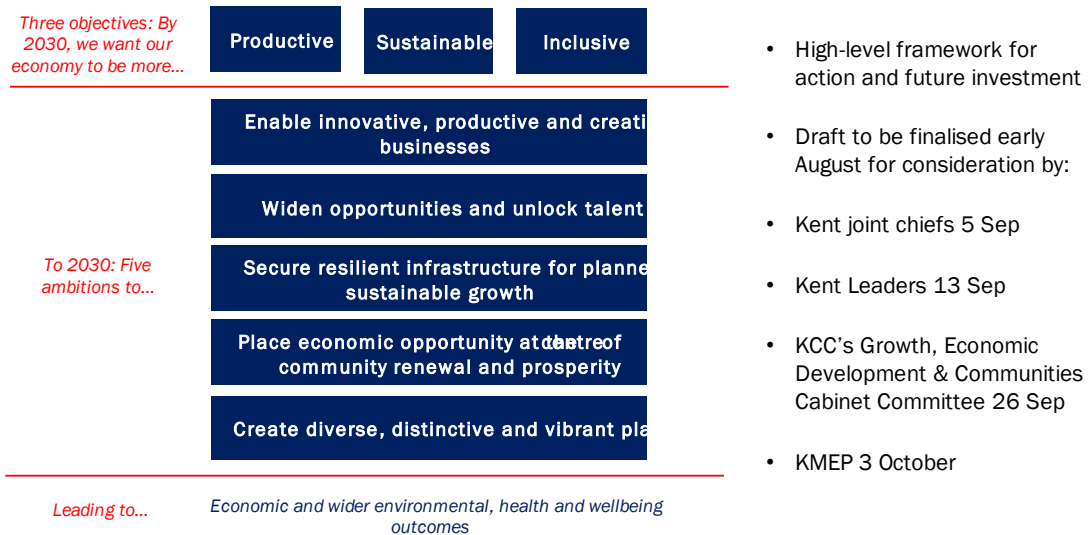 Three objectives: By
2030, we want our
economy to be more…
Productive
Sustainable
Inclusive
Enable innovative, productive and creati
businesses
Widen opportunities and unlock talent
Secure resilient infrastructure for planne
sustainable growth
Place economic opportunity at the centre of
community renewal and prosperity
Create diverse, distinctive and vibrant pla
To 2030: Five
ambitions to…
Leading to…
Economic and wider environmental, health and wellbeing
outcomes
• High-level framework for
action and future investment
• Draft to be finalised early
August for consideration by:
• Kent joint chiefs 5 Sep
• Kent Leaders 13 Sep
• KCC’s Growth, Economic
Development & Communities
Cabinet Committee 26 Sep
• KMEP 3 October